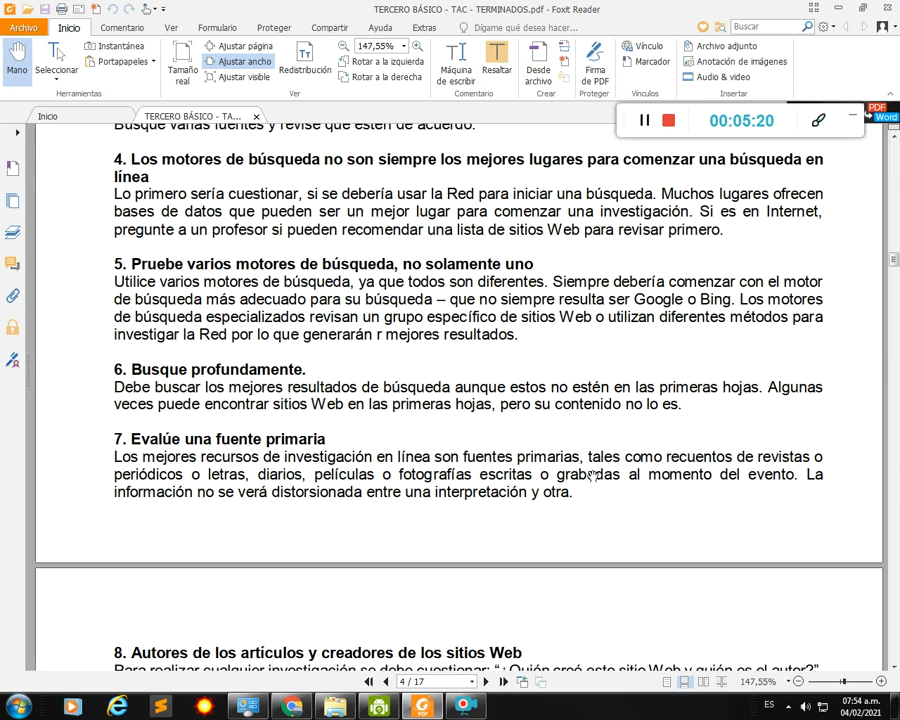 TERCERO BÁSICO - TAC - TERMINADOS.pdf - Foxit Reader
Archivo Inicio Comentario Ver Formulario Proteger Compartir Ayuda Extras Dígame qué desea hacer... Buscar
Mano
Seleccionar
Instantánea
Portapapeles
Herramientas
Tamaño real
Ajustar página
Ajustar ancho
Ajustar visible
Redistribución
147,55%
Rotar a la izquierda
Rotar a la derecha
Ver
Máquina de escribir
Resaltar
Comentario
Desde archivo
Crear
Firma de PDF
Proteger
Vínculo
Marcador
Vínculos
Archivo adjunto
Anotación de imágenes
Audio & video
Insertar
Inicio
TERCERO BÁSICO - TA...
00:05:20
PDF
Word
Busque varias fuentes y revise que estén de acuerdo.
4. Los motores de búsqueda no son siempre los mejores lugares para comenzar una búsqueda en
línea
Lo primero sería cuestionar, si se debería usar la Red para iniciar una búsqueda. Muchos lugares ofrecen
bases de datos que pueden ser un mejor lugar para comenzar una investigación. Si es en Internet,
pregunte a un profesor si pueden recomendar una lista de sitios Web para revisar primero.
5. Pruebe varios motores de búsqueda, no solamente uno
Utilice varios motores de búsqueda, ya que todos son diferentes. Siempre debería comenzar con el motor
de búsqueda más adecuado para su búsqueda – que no siempre resulta ser Google o Bing. Los motores
de búsqueda especializados revisan un grupo específico de sitios Web o utilizan diferentes métodos para
investigar la Red por lo que generarán r mejores resultados.
6. Busque profundamente.
Debe buscar los mejores resultados de búsqueda aunque estos no estén en las primeras hojas. Algunas
veces puede encontrar sitios Web en las primeras hojas, pero su contenido no lo es.
7. Evalúe una fuente primaria
Los mejores recursos de investigación en línea son fuentes primarias, tales como recuentos de revistas o
periódicos o letras, diarios, películas o fotografías escritas o grabadas al momento del evento. La
información no se verá distorsionada entre una interpretación y otra.
8. Autores de los artículos y creadores de los sitios Web
Para realizar cualquier investigación se debe cuestionar: “¿Quién creó este sitio Web y quién es el autor?”
4 / 17
147,55%
ES
07:54 a.m.
04/02/2021